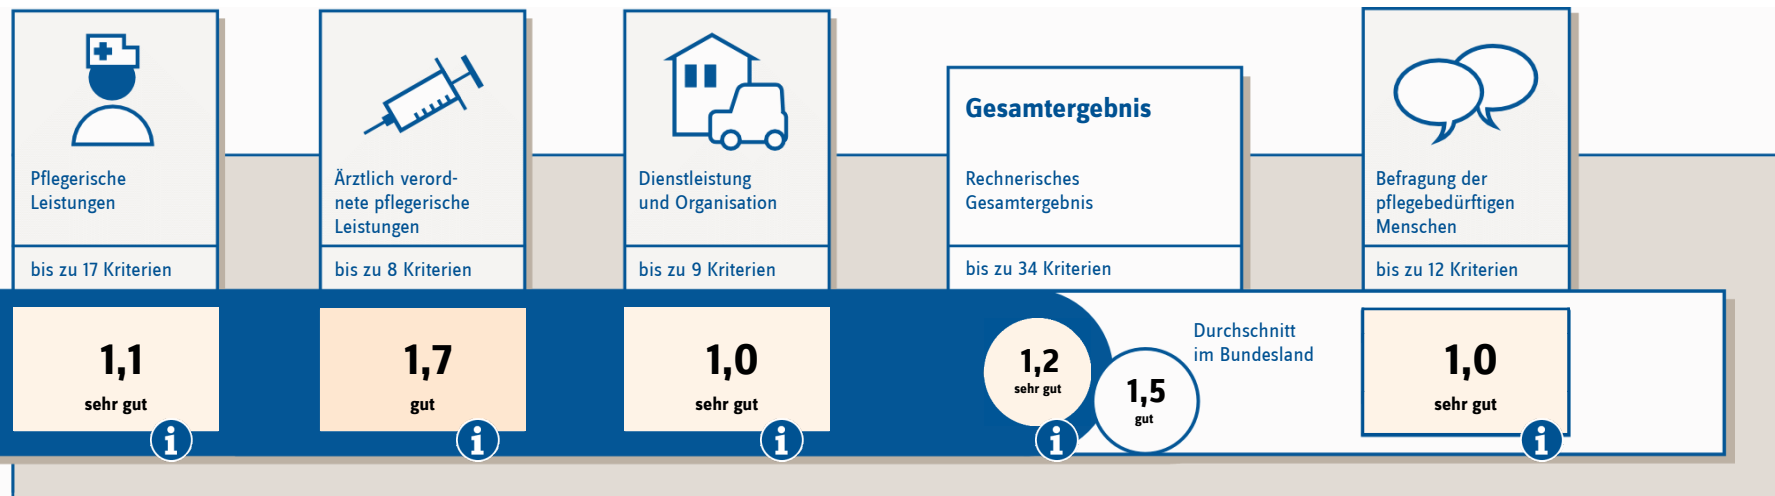 Pflegerische
Leistungen
bis zu 17 Kriterien
1,1
sehr gut
Ärztlich verord-
nete pflegerische
Leistungen
bis zu 8 Kriterien
1,7
gut
Dienstleistung
und Organisation
bis zu 9 Kriterien
1,0
sehr gut
Gesamtergebnis
Rechnerisches
Gesamtergebnis
bis zu 34 Kriterien
1,2
sehr gut
1,5
gut
Durchschnitt
im Bundesland
Befragung der
pflegebedürftigen
Menschen
bis zu 12 Kriterien
1,0
sehr gut